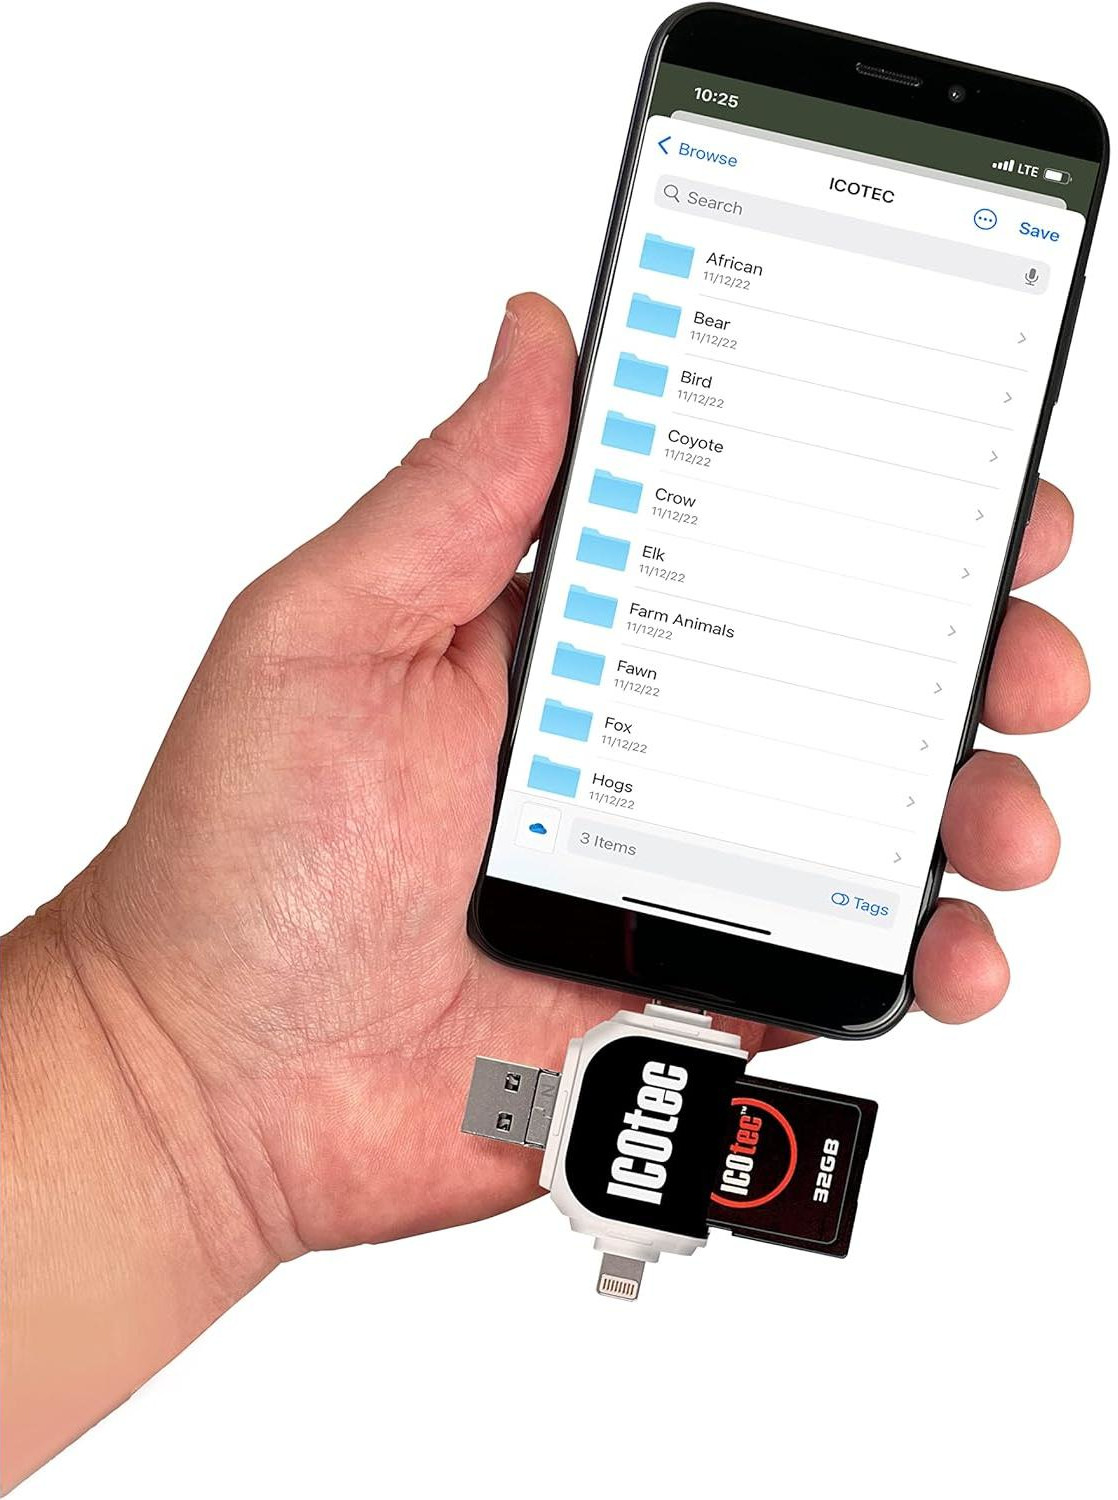 10:25
LTE
Browse
ICOTEC
Save
Search
African
11/12/22
Bear
11/12/22
Bird
11/12/22
Coyote
11/12/22
Crow
11/12/22
Elk
11/12/22
Farm Animals
11/12/22
Fawn
11/12/22
Fox
11/12/22
Hogs
11/12/22
3 Items
Tags
ICOtec
ICOtec™
32GB